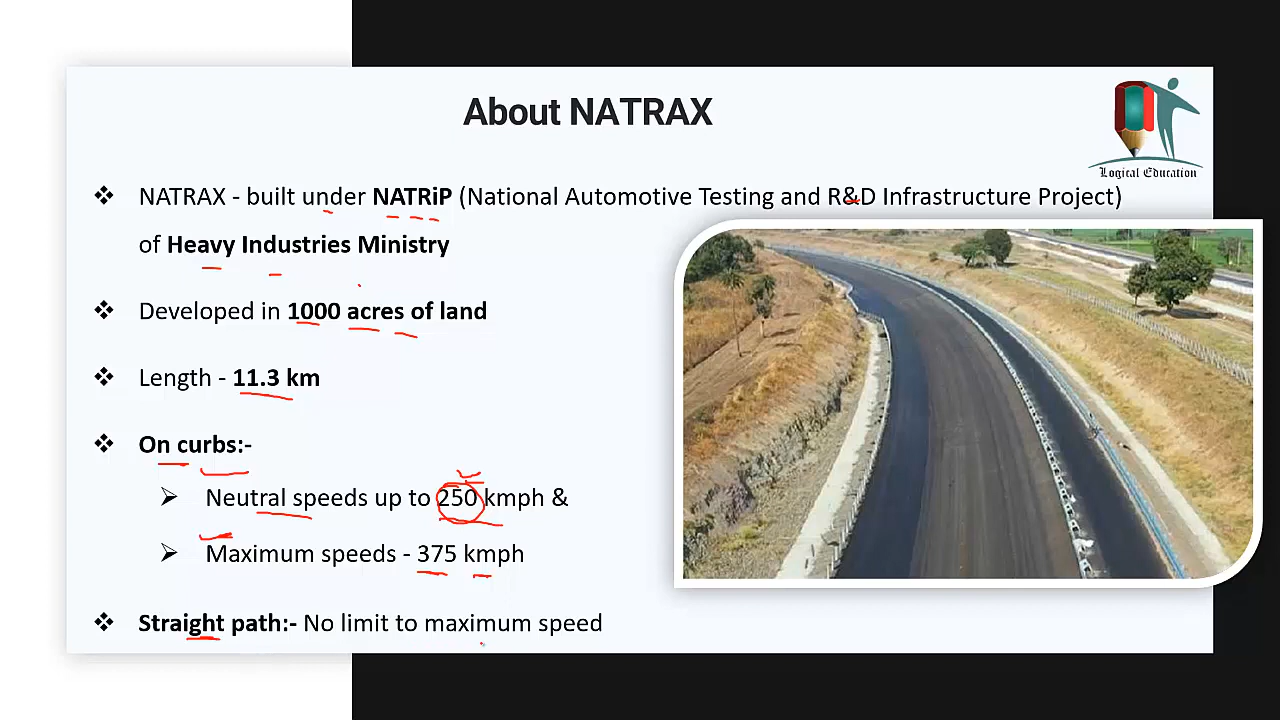 About NATRAX
Logical Education
❖ NATRAX - built under NATRiP (National Automotive Testing and R&D Infrastructure Project)
of Heavy Industries Ministry
❖ Developed in 1000 acres of land
❖ Length - 11.3 km
❖ On curbs:-
➢ Neutral speeds up to 250 kmph &
➢ Maximum speeds - 375 kmph
❖ Straight path:- No limit to maximum speed